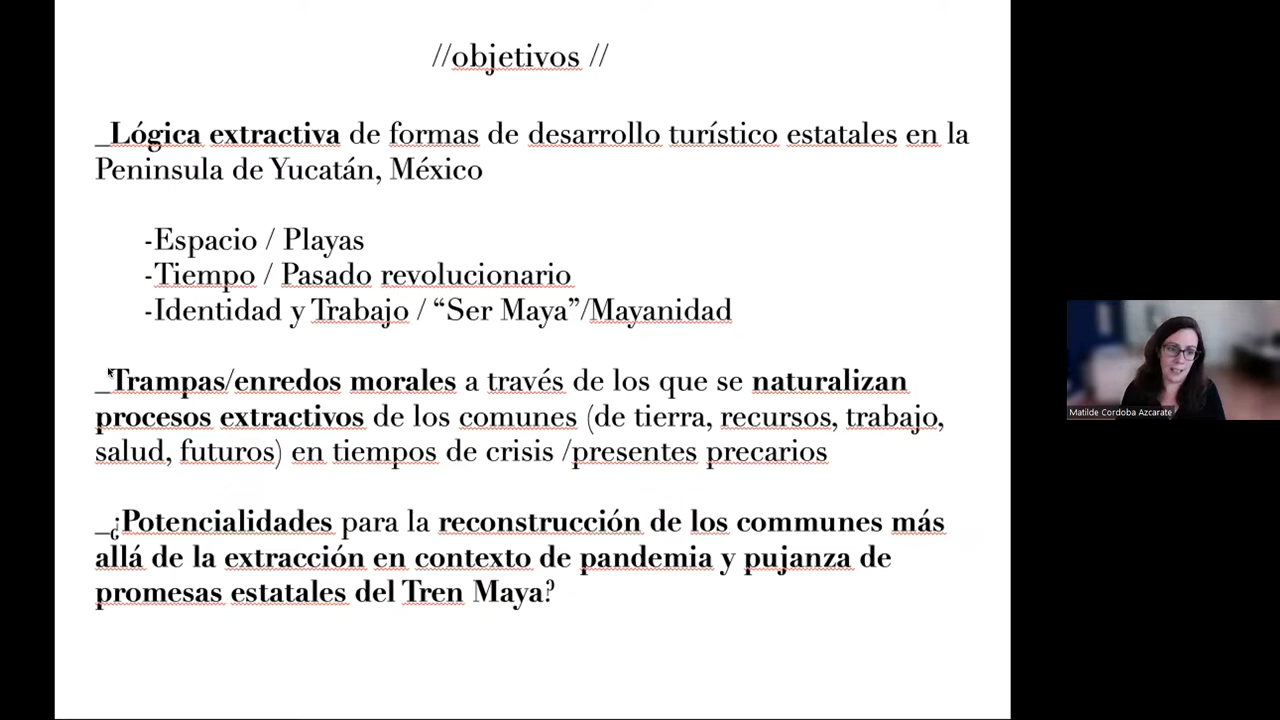 //objetivos //
_Lógica extractiva de formas de desarrollo turístico estatales en la
Peninsula de Yucatán, México
-Espacio / Playas
-Tiempo / Pasado revolucionario
-Identidad y Trabajo / “Ser Maya”/Mayanidad
_Trampas/enredos morales a través de los que se naturalizan
procesos extractivos de los comunes (de tierra, recursos, trabajo,
salud, futuros) en tiempos de crisis /presentes precarios
_¿Potencialidades para la reconstrucción de los communes más
allá de la extracción en contexto de pandemia y pujanza de
promesas estatales del Tren Maya?
Matilde Cordoba Azcarate